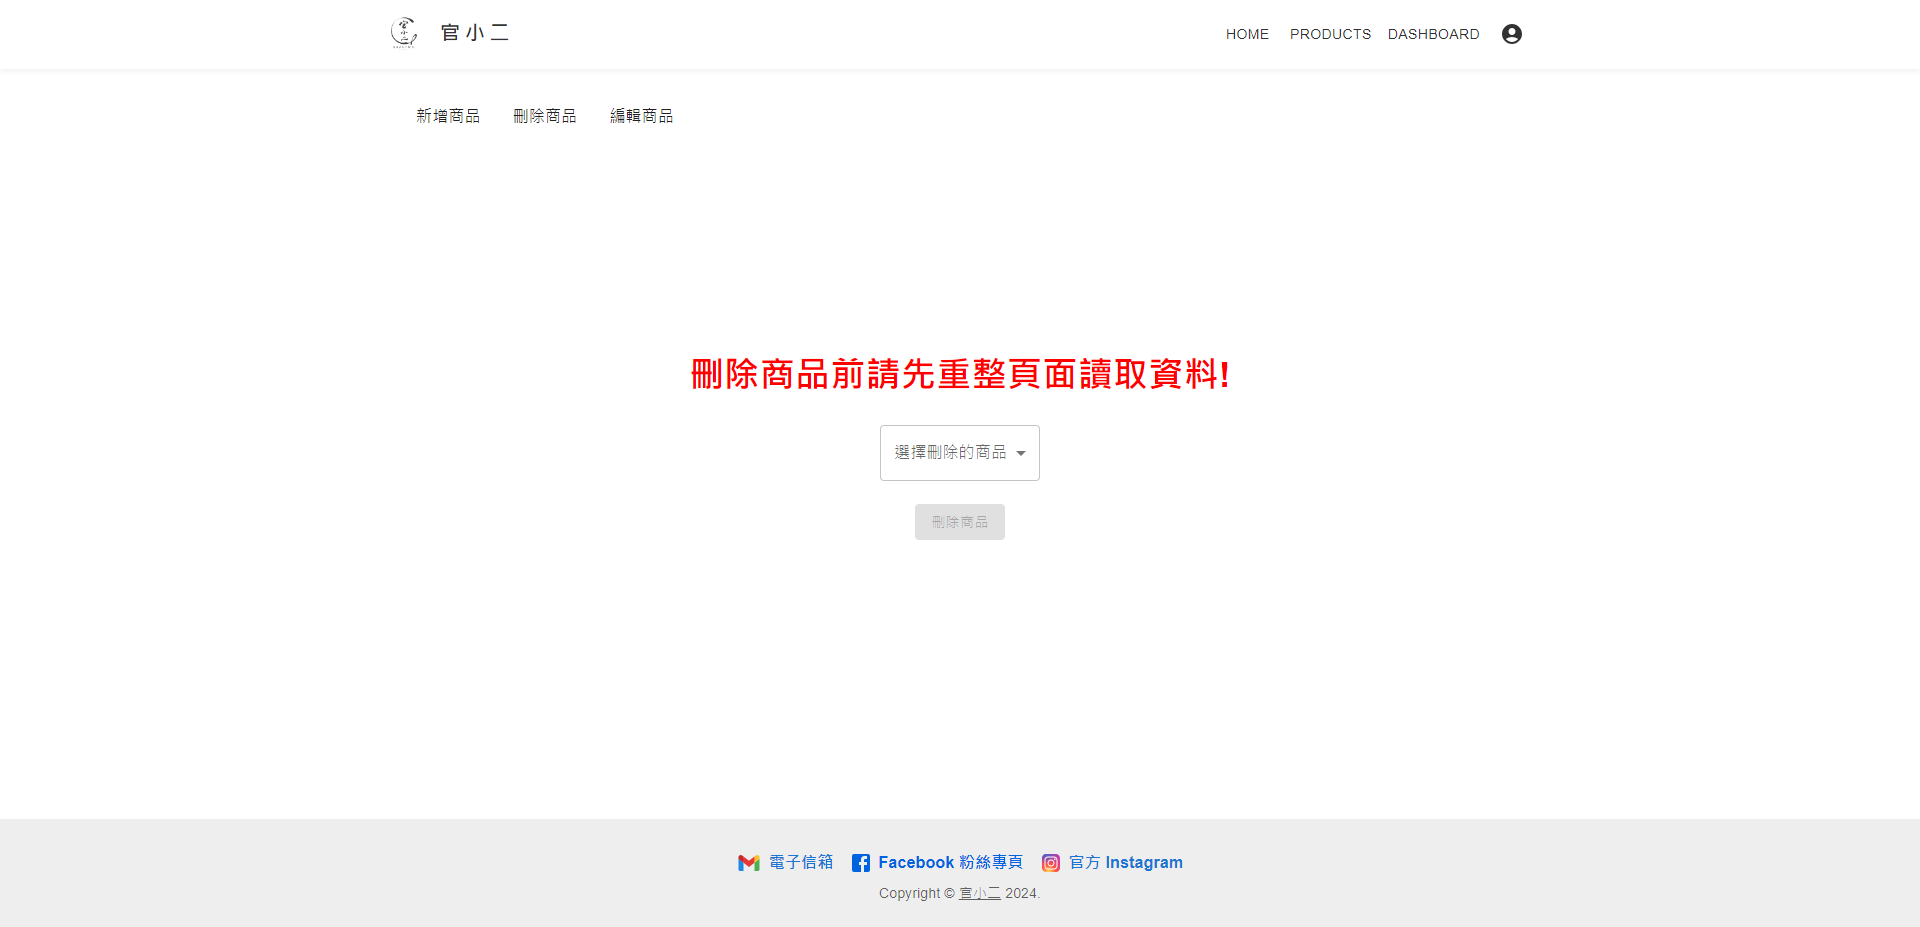 官小二
HOME
PRODUCTS
DASHBOARD
新增商品
刪除商品
編輯商品
刪除商品前請先重整頁面讀取資料!
選擇刪除的商品
刪除商品
電子信箱
Facebook 粉絲專頁
官方 Instagram
Copyright © 官小二 2024.